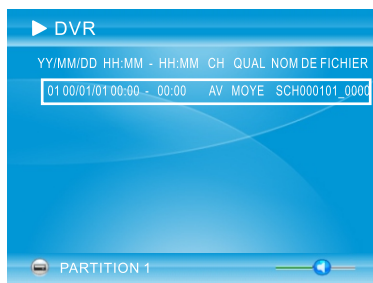 DVR
YY/MM/DD HH:MM - HH:MM CH QUAL NOM DE FICHIER
01 00/01/01 00:00 - 00:00 AV MOYE SCH000101_0000
PARTITION 1